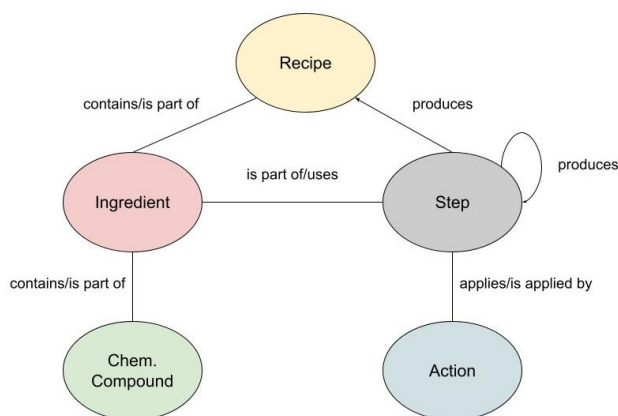 Recipe
contains/is part of
produces
is part of/uses
produces
Ingredient
Step
contains/is part of
applies/is applied by
Chem.
Compound
Action